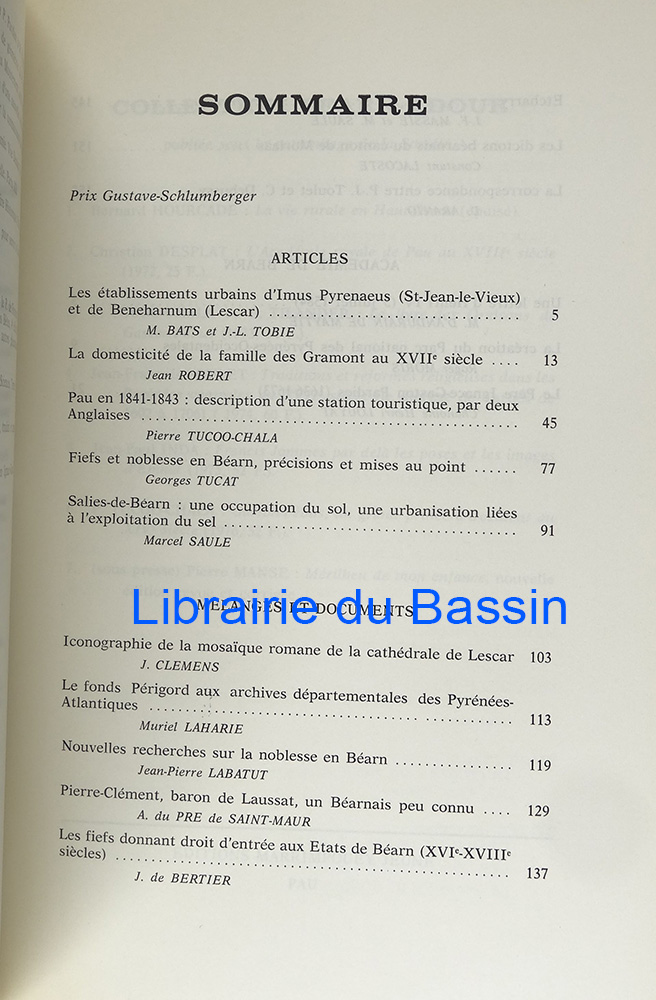 SOMMAIRE
Prix Gustave-Schlumberger
ARTICLES
Les établissements urbains d'Imus Pyrenaeus (St-Jean-le-Vieux)
et de Beneharnum (Lescar) .................................... 5
M. BATS et J.-L. TOBIE
La domesticité de la famille des Gramont au XVIIe siècle .... 13
Jean ROBERT
Pau en 1841-1843 : description d'une station touristique, par deux
Anglaises .................................................... 45
Pierre TUCOO-CHALA
Fiefs et noblesse en Béarn, précisions et mises au point ...... 77
Georges TUCAT
Salies-de-Béarn : une occupation du sol, une urbanisation liées
à l'exploitation du sel ........................................ 91
Marcel SAULE
Librairie du Bassin
MELANGES ET DOCUMENTS
Iconographie de la mosaïque romane de la cathédrale de Lescar 103
J. CLEMENS
Le fonds Périgord aux archives départementales des Pyrénées-
Atlantiques .................................................. 113
Muriel LAHARIE
Nouvelles recherches sur la noblesse en Béarn ................ 119
Jean-Pierre LABATUT
Pierre-Clément, baron de Laussat, un Béarnais peu connu .... 129
A. du PRE de SAINT-MAUR
Les fiefs donnant droit d'entrée aux Etats de Béarn (XVIe-XVIIIe
siècles) ...................................................... 137
J. de BERTIER